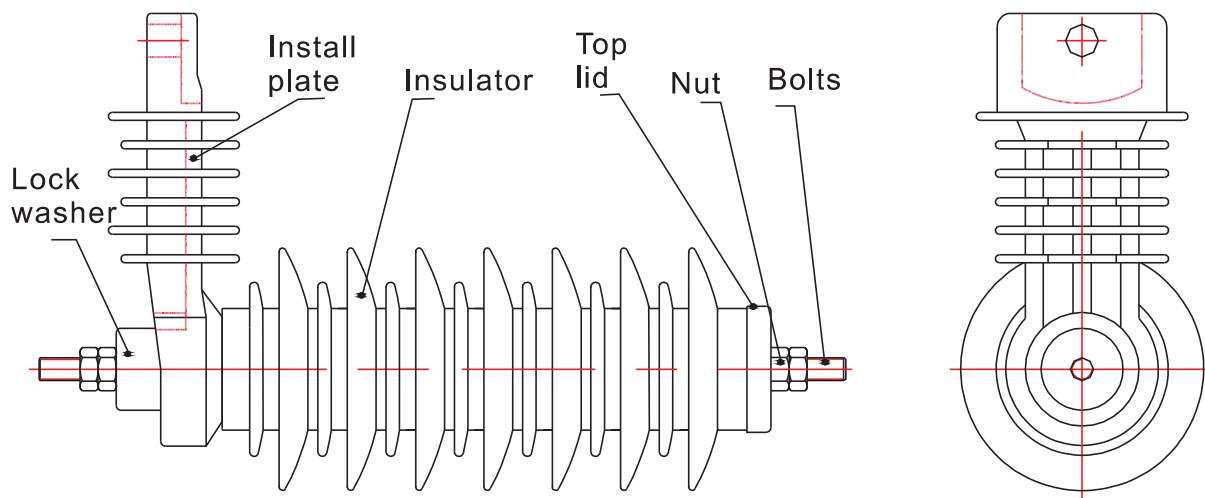 Install
plate
Insulator
Top
lid
Nut
Bolts
Lock
washer